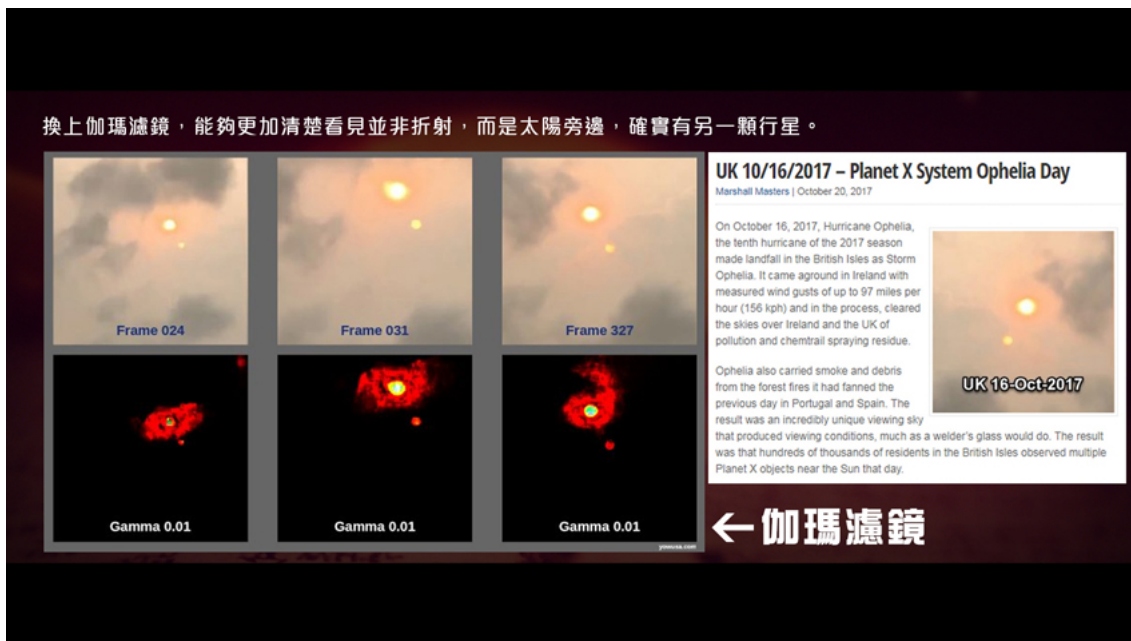 換上伽瑪濾鏡，能夠更加清楚看見並非折射，而是太陽旁邊，確實有另一顆行星。
Frame 024
Frame 031
Frame 327
Gamma 0.01
Gamma 0.01
Gamma 0.01
yowusa.com
UK 10/16/2017 – Planet X System Ophelia Day
Marshall Masters | October 20, 2017
On October 16, 2017, Hurricane Ophelia,
the tenth hurricane of the 2017 season
made landfall in the British Isles as Storm
Ophelia. It came aground in Ireland with
measured wind gusts of up to 97 miles per
hour (156 kph) and in the process, cleared
the skies over Ireland and the UK of
pollution and chemtrail spraying residue.
Ophelia also carried smoke and debris
from the forest fires it had fanned the
previous day in Portugal and Spain. The
result was an incredibly unique viewing sky
that produced viewing conditions, much as a welder's glass would do. The result
was that hundreds of thousands of residents in the British Isles observed multiple
Planet X objects near the Sun that day.
UK 16-Oct-2017
←伽瑪濾鏡